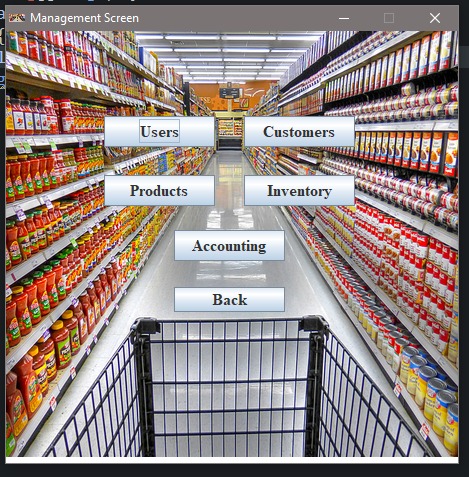 Management Screen
Users
Customers
Products
Inventory
Accounting
Back